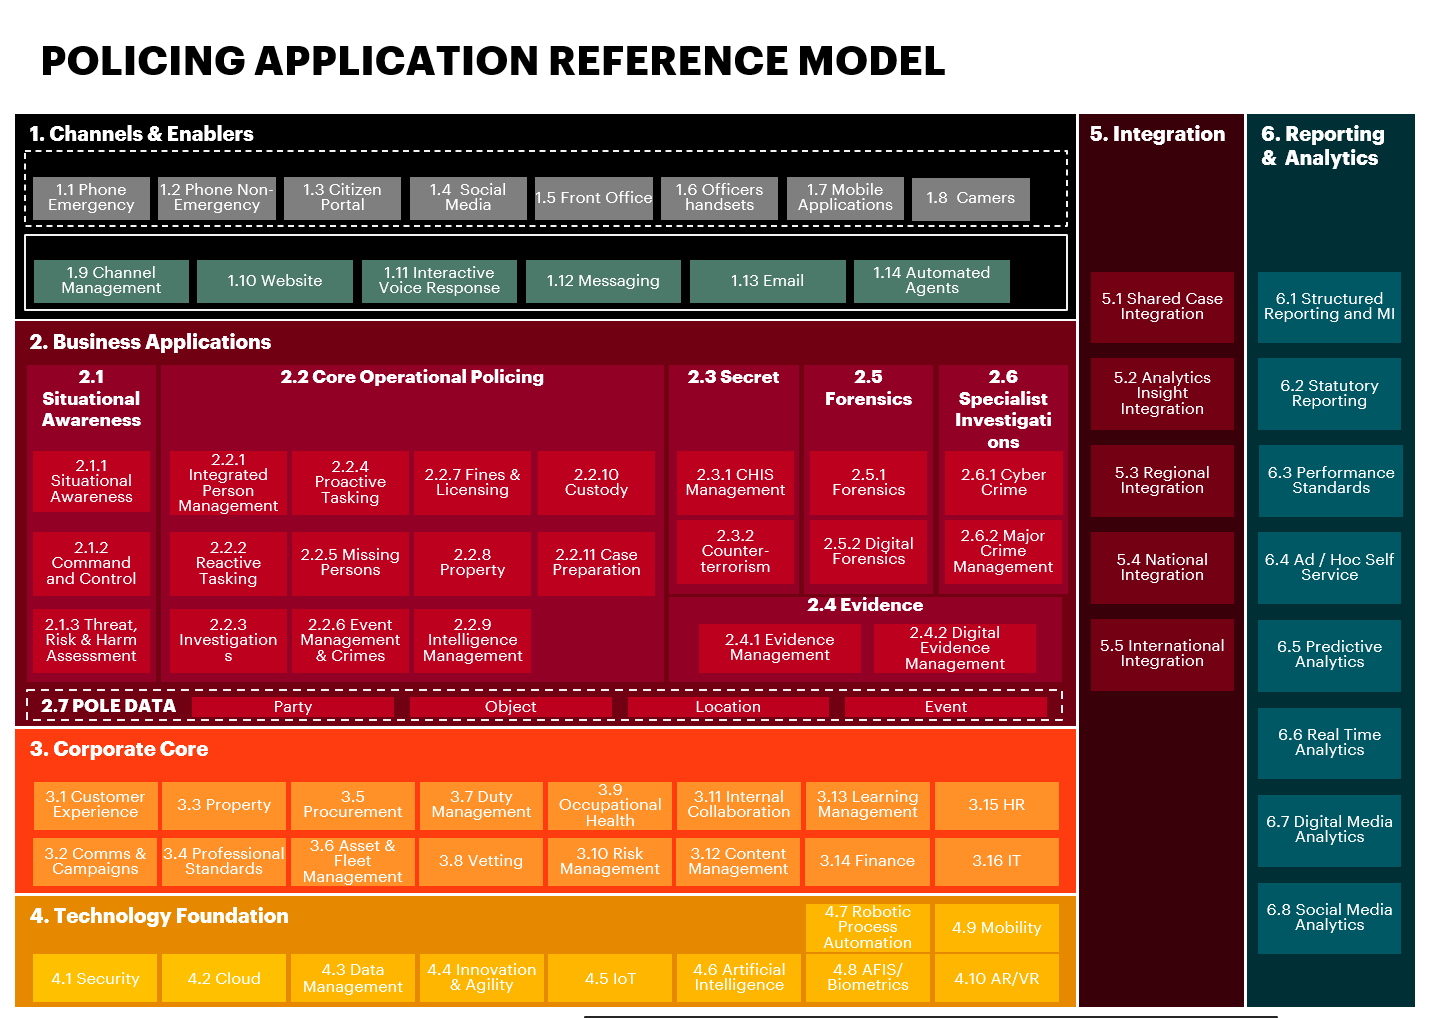 POLICING APPLICATION REFERENCE MODEL
1. Channels & Enablers
1.1 Phone
Emergency
1.2 Phone Non-
Emergency
1.3 Citizen
Portal
1.4 Social
Media
1.5 Front Office
1.6 Officers
handsets
1.7 Mobile
Applications
1.8 Camers
1.9 Channel
Management
1.10 Website
1.11 Interactive
Voice Response
1.12 Messaging
1.13 Email
1.14 Automated
Agents
2. Business Applications
2.1
Situational
Awareness
2.1.1
Situational
Awareness
2.1.2
Command
and Control
2.1.3 Threat,
Risk & Harm
Assessment
2.2 Core Operational Policing
2.2.1
Integrated
Person
Management
2.2.4
Proactive
Tasking
2.2.7 Fines &
Licensing
2.2.10
Custody
2.2.2
Reactive
Tasking
2.2.5 Missing
Persons
2.2.8
Property
2.2.11 Case
Preparation
2.2.3
Investigation
s
2.2.6 Event
Management
& Crimes
2.2.9
Intelligence
Management
2.3 Secret
2.3.1 CHIS
Management
2.3.2
Counter-
terrorism
2.5
Forensics
2.5.1
Forensics
2.5.2 Digital
Forensics
2.6
Specialist
Investigati
ons
2.6.1 Cyber
Crime
2.6.2 Major
Crime
Management
2.4 Evidence
2.4.1 Evidence
Management
2.4.2 Digital
Evidence
Management
2.7 POLE DATA
Party
Object
Location
Event
3. Corporate Core
3.1 Customer
Experience
3.3 Property
3.5
Procurement
3.7 Duty
Management
3.9
Occupational
Health
3.11 Internal
Collaboration
3.13 Learning
Management
3.15 HR
3.2 Comms &
Campaigns
3.4 Professional
Standards
3.6 Asset &
Fleet
Management
3.8 Vetting
3.10 Risk
Management
3.12 Content
Management
3.14 Finance
3.16 IT
4. Technology Foundation
4.7 Robotic
Process
Automation
4.9 Mobility
4.1 Security
4.2 Cloud
4.3 Data
Management
4.4 Innovation
& Agility
4.5 IoT
4.6 Artificial
Intelligence
4.8 AFIS/
Biometrics
4.10 AR/VR
5. Integration
5.1 Shared Case
Integration
5.2 Analytics
Insight
Integration
5.3 Regional
Integration
5.4 National
Integration
5.5 International
Integration
6. Reporting
& Analytics
6.1 Structured
Reporting and MI
6.2 Statutory
Reporting
6.3 Performance
Standards
6.4 Ad / Hoc Self
Service
6.5 Predictive
Analytics
6.6 Real Time
Analytics
6.7 Digital Media
Analytics
6.8 Social Media
Analytics